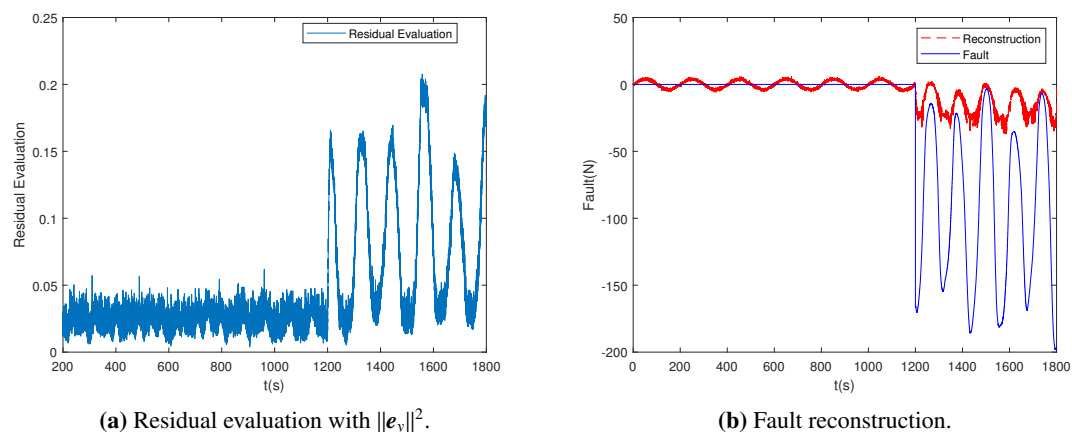 0.25
0.2
0.15
0.1
0.05
0
Residual Evaluation
Residual Evaluation
200 400 600 800 1000 1200 1400 1600 1800
t(s)
(a) Residual evaluation with ||e_y||².
50
0
-50
-100
-150
-200
Fault(N)
Reconstruction
Fault
0 200 400 600 800 1000 1200 1400 1600 1800
t(s)
(b) Fault reconstruction.